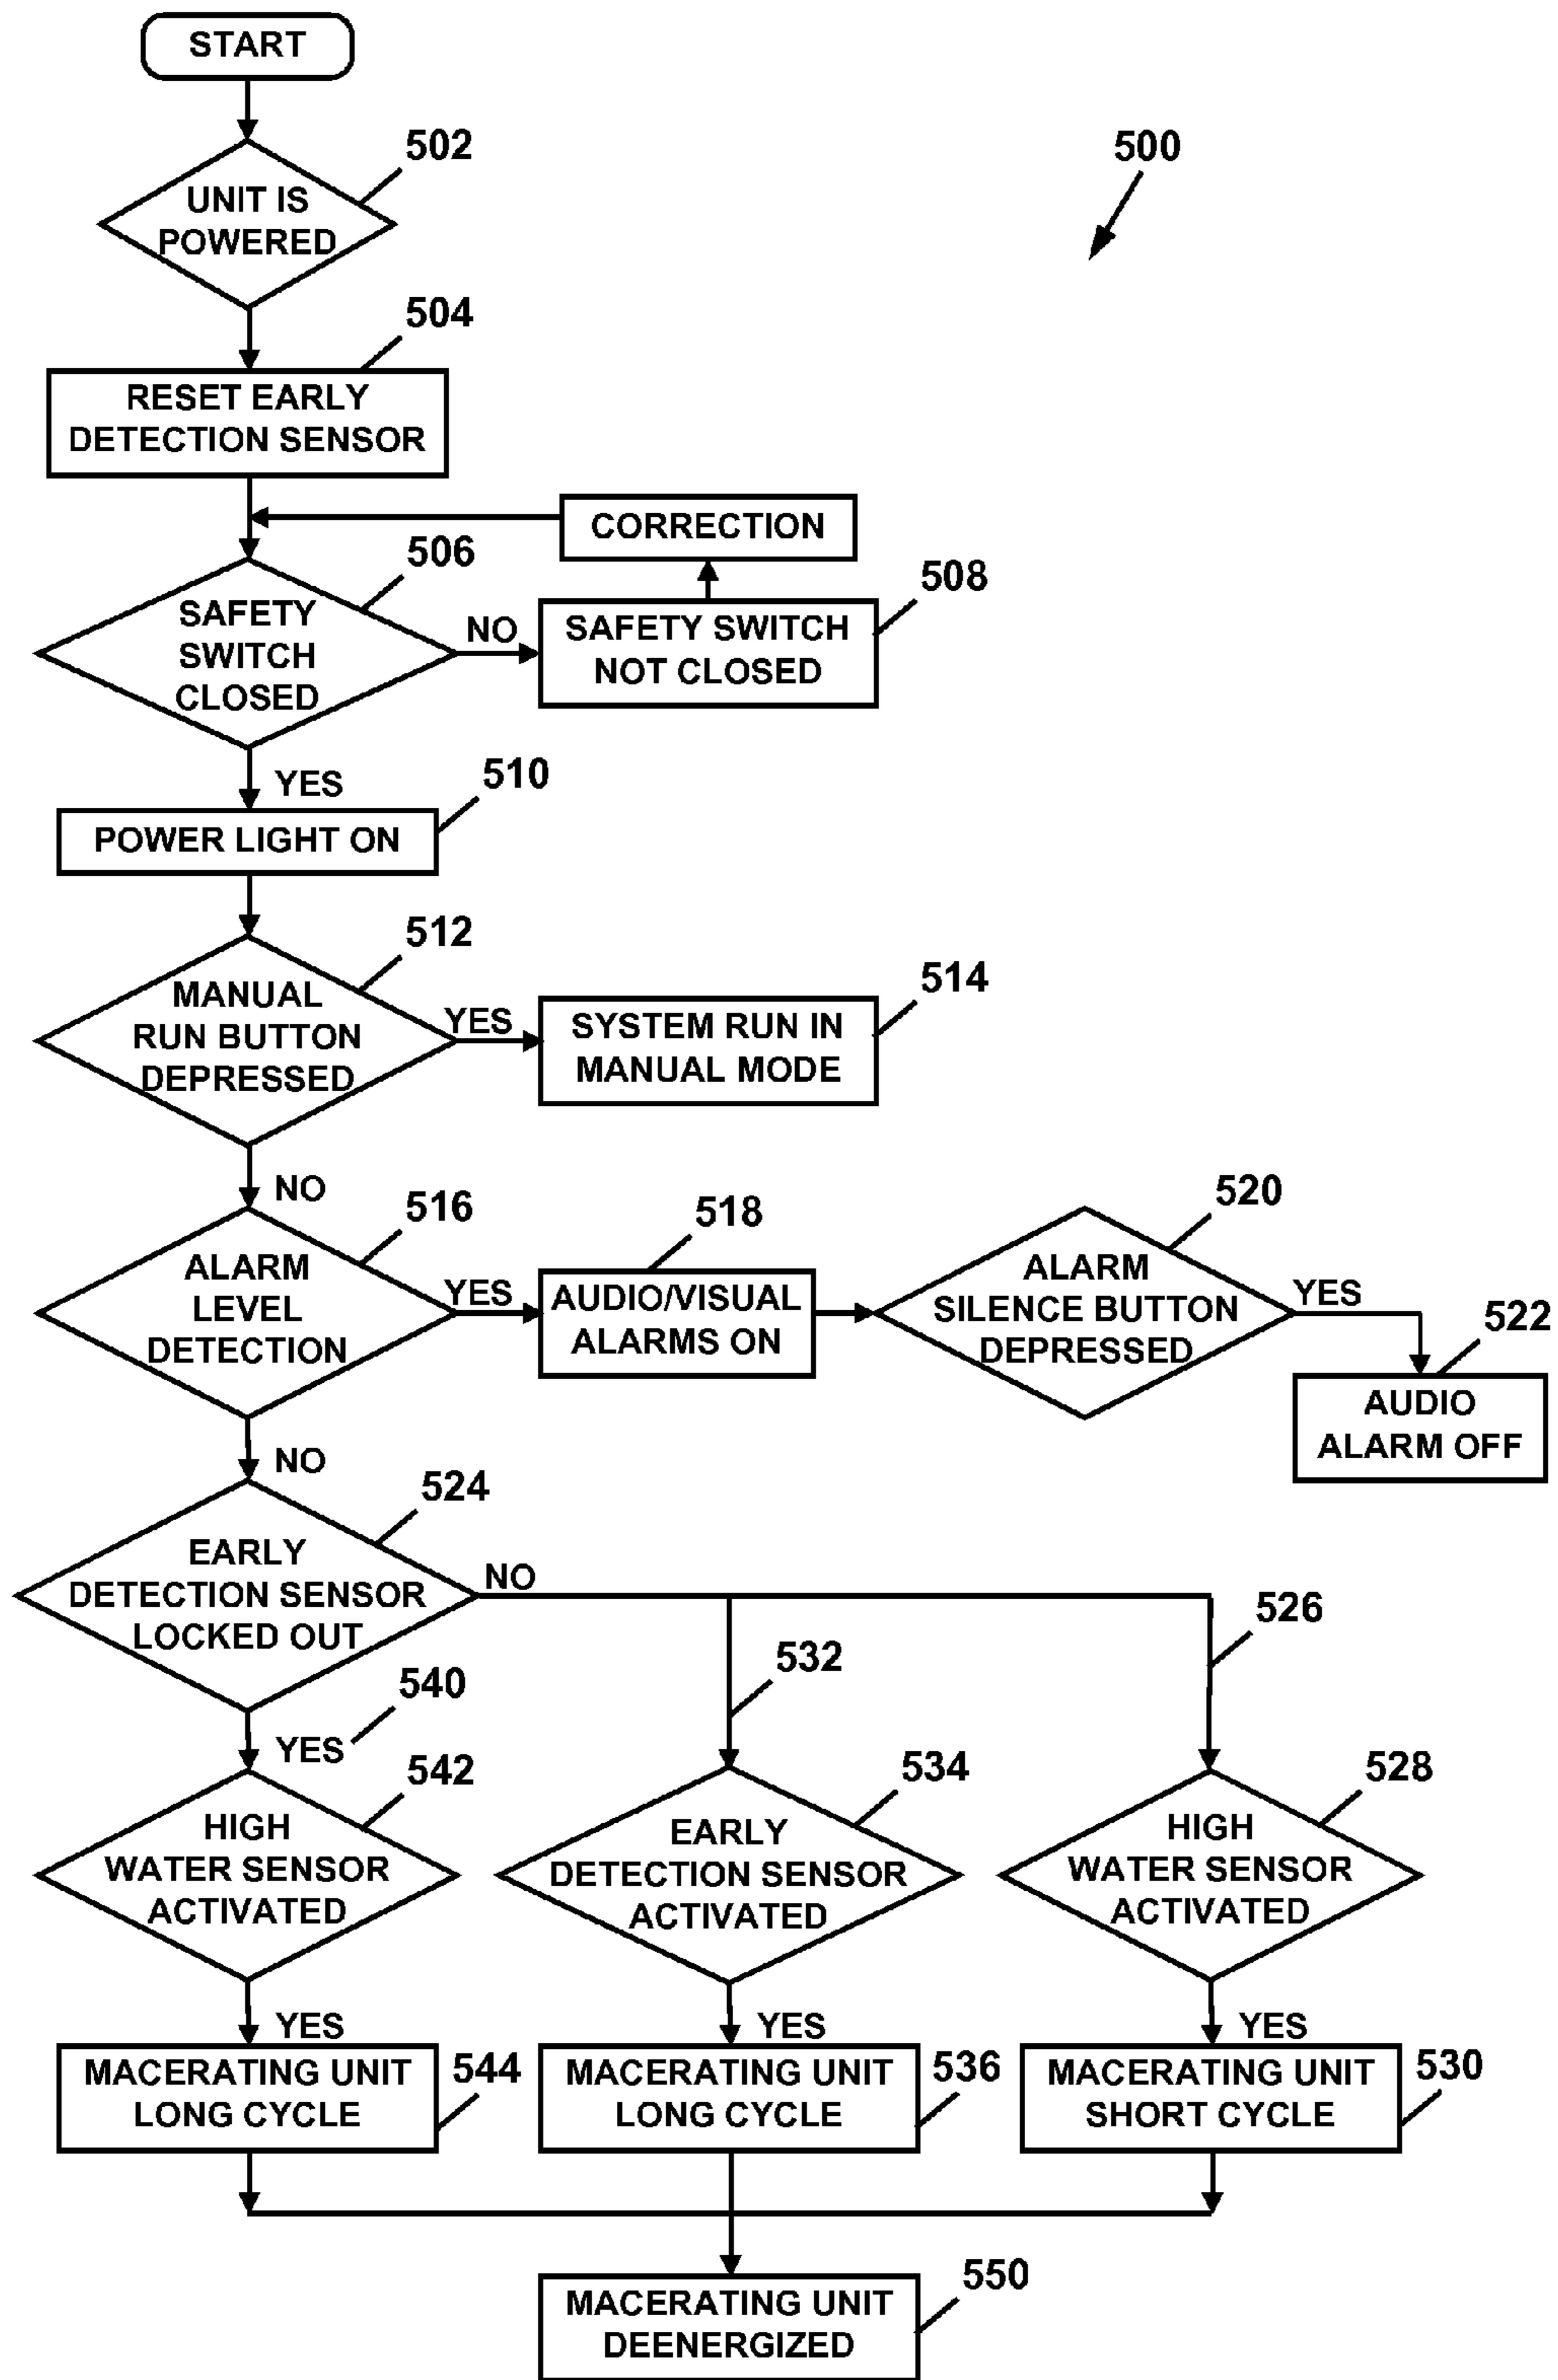 START
502
500
UNIT IS
POWERED
504
RESET EARLY
DETECTION SENSOR
CORRECTION
506
508
SAFETY
SWITCH
CLOSED
NO
SAFETY SWITCH
NOT CLOSED
YES
510
POWER LIGHT ON
512
514
MANUAL
RUN BUTTON
DEPRESSED
YES
SYSTEM RUN IN
MANUAL MODE
NO
516
518
520
ALARM
LEVEL
DETECTION
YES
AUDIO/VISUAL
ALARMS ON
ALARM
SILENCE BUTTON
DEPRESSED
YES
522
AUDIO
ALARM OFF
NO
524
EARLY
DETECTION SENSOR
LOCKED OUT
NO
526
532
540
YES
542
534
528
HIGH
WATER SENSOR
ACTIVATED
EARLY
DETECTION SENSOR
ACTIVATED
HIGH
WATER SENSOR
ACTIVATED
YES
YES
YES
MACERATING UNIT
LONG CYCLE
544
MACERATING UNIT
LONG CYCLE
536
MACERATING UNIT
SHORT CYCLE
530
550
MACERATING UNIT
DEENERGIZED